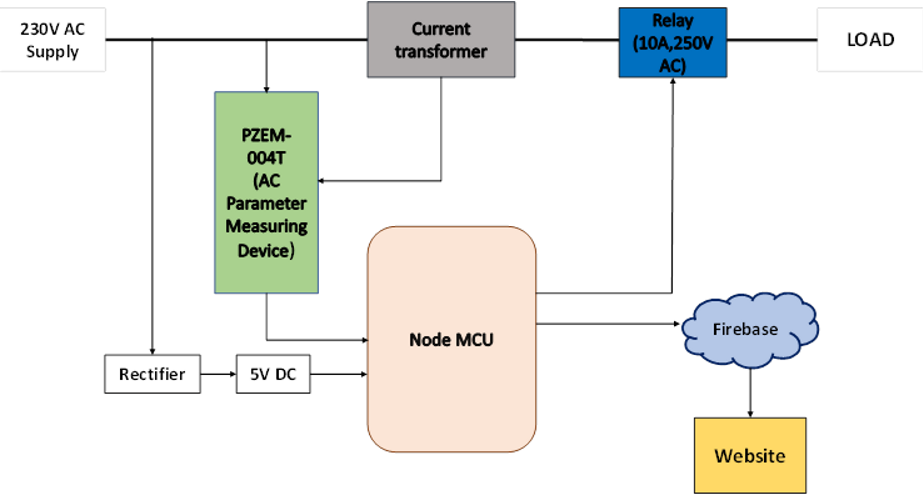 230V AC
Supply
Current
transformer
Relay
(10A,250V
AC)
LOAD
PZEM-
004T
(AC
Parameter
Measuring
Device)
Node MCU
Firebase
Rectifier
5V DC
Website